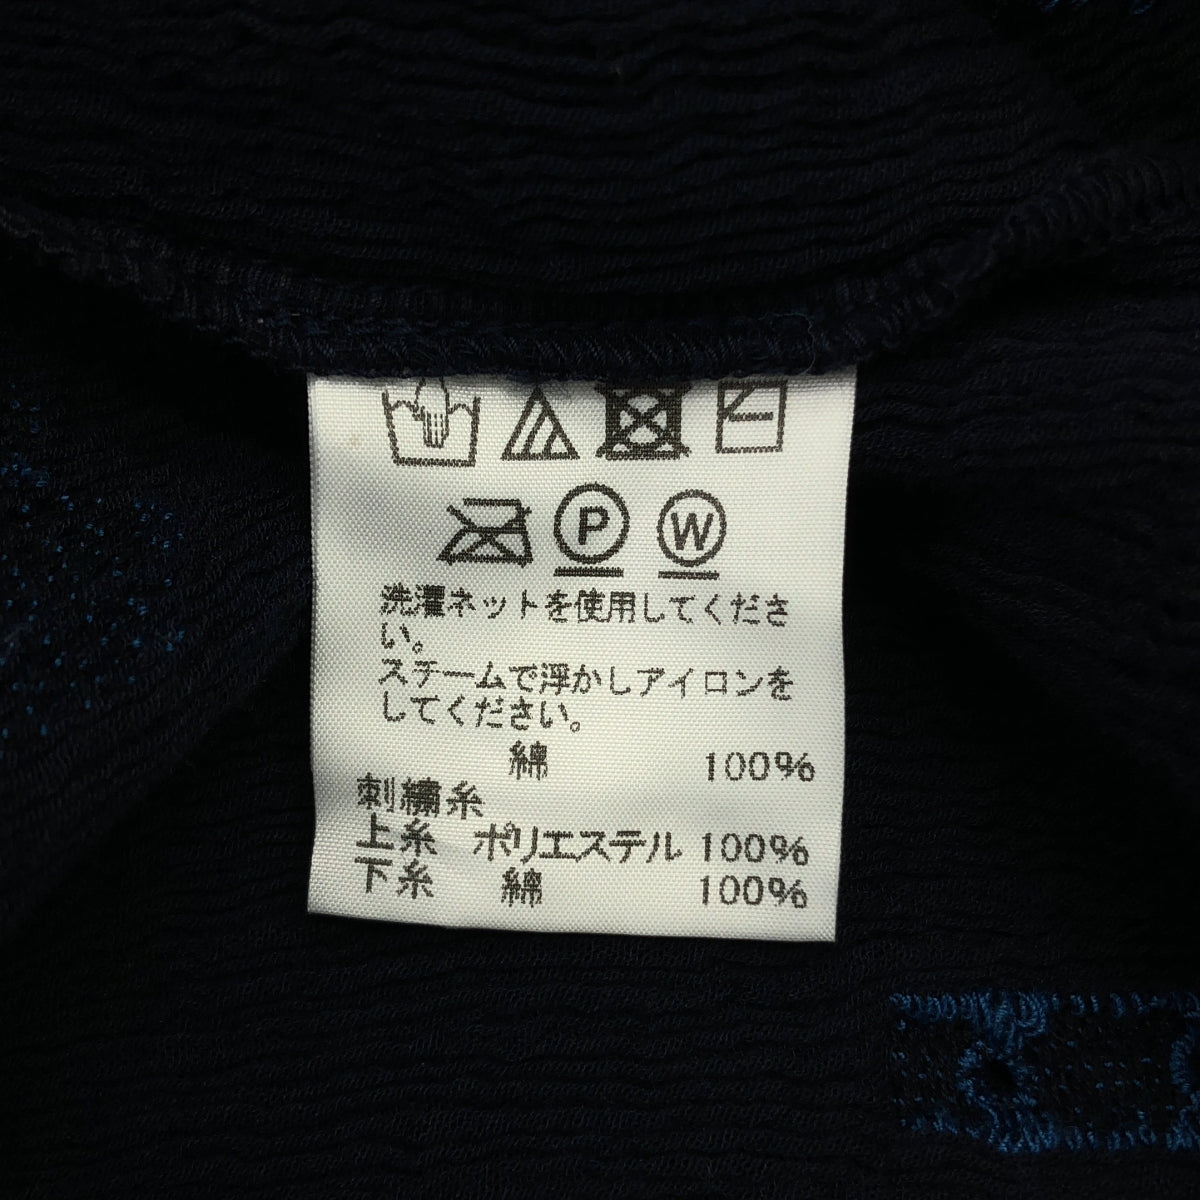 P W
洗濯ネットを使用してくださ
い。
スチームで浮かしアイロンを
してください。
綿 100%
刺繍糸
上糸 ポリエステル 100%
下糸 綿 100%